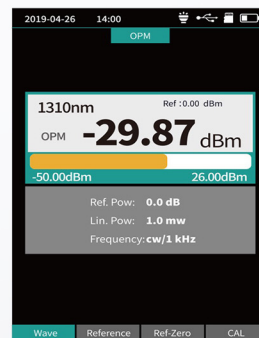 2019-04-26 14:00
OPM
1310nm Ref :0.00 dBm
OPM -29.87 dBm
-50.00dBm 26.00dBm
Ref. Pow: 0.0 dB
Lin. Pow: 1.0 mw
Frequency: cw/1 kHz
Wave Reference Ref-Zero CAL